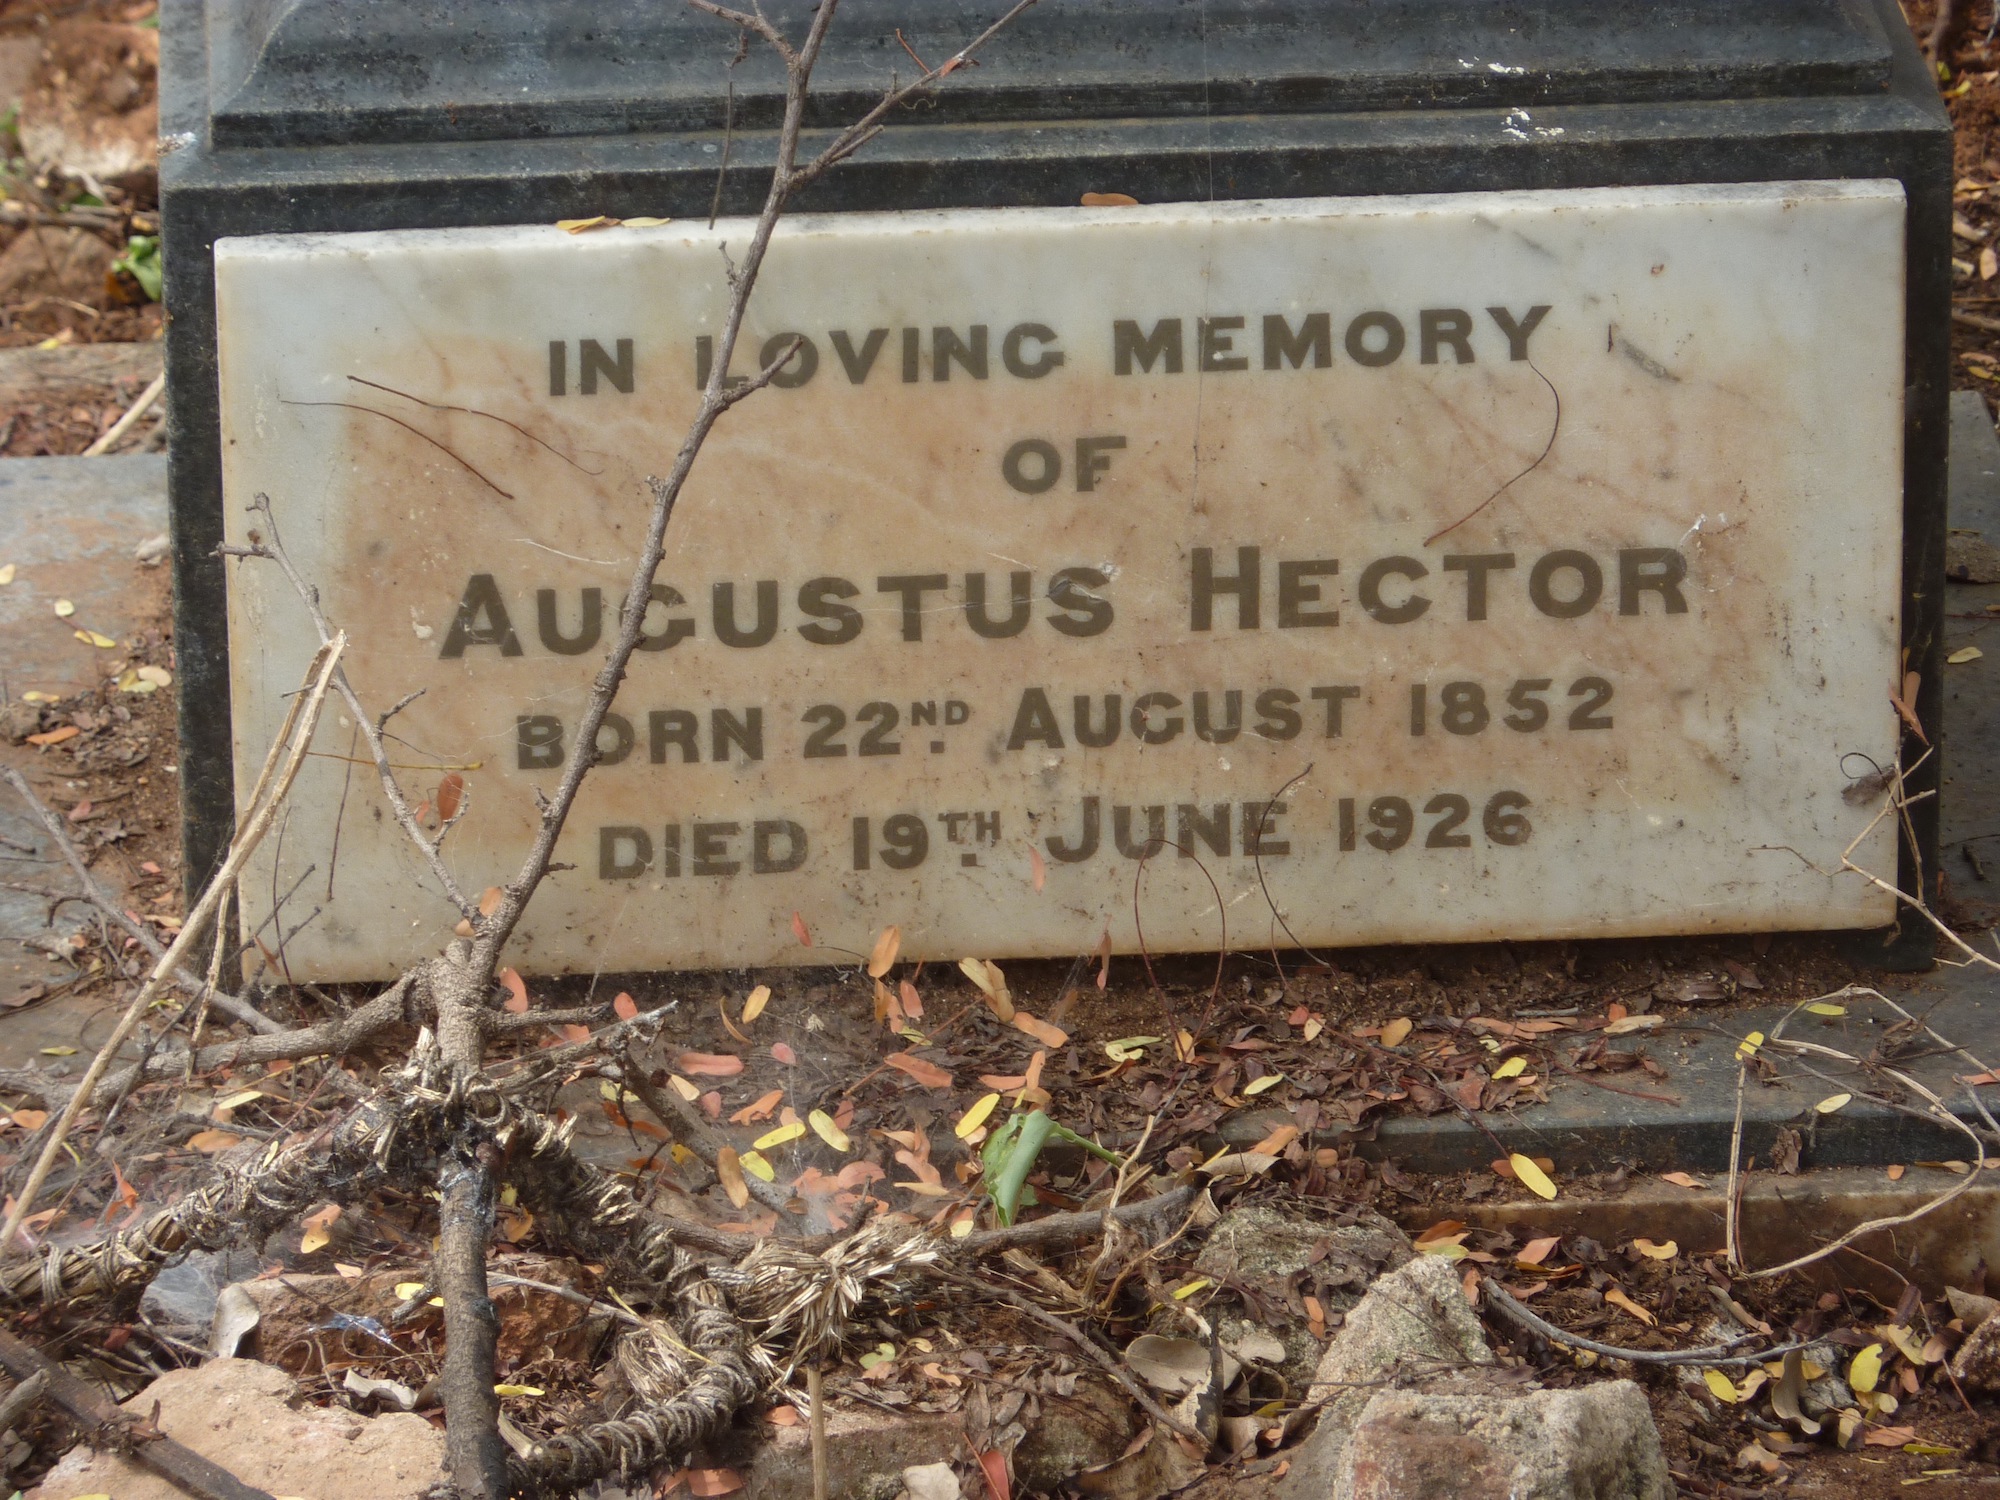 IN LOVING MEMORY
OF
AUGUSTUS HECTOR
BORN 22ND. AUGUST 1852
DIED 19TH. JUNE 1926